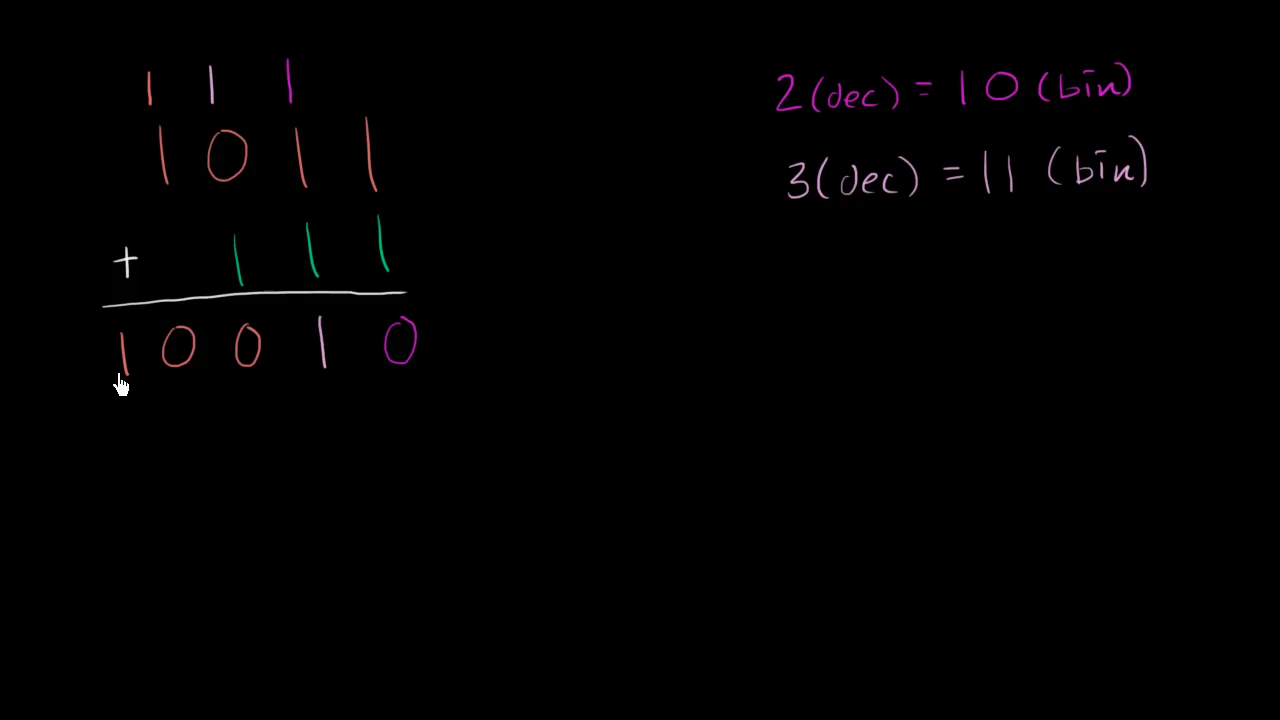 1 1 1
1 0 1 1
+ 1 1 1
1 0 0 1 0
2 (dec) = 10 (bin)
3 (dec) = 11 (bin)